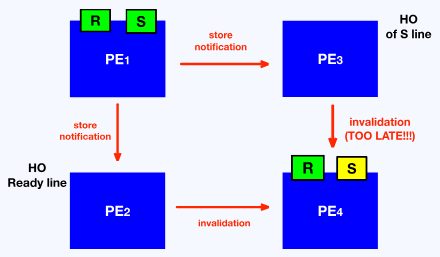 R
S
PE1
store
notification
PE3
HO
of S line
store
notification
invalidation
(TOO LATE!!!)
HO
Ready line
PE2
invalidation
R
S
PE4